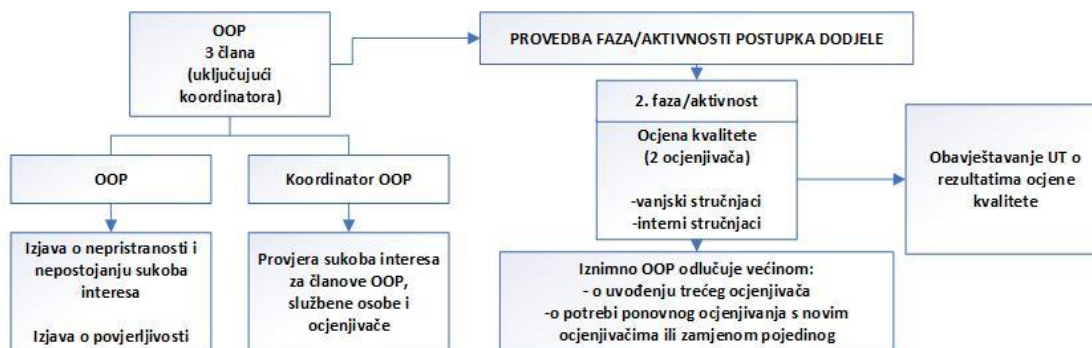 OOP
3 člana
(uključujući
koordinatora)
PROVEDBA FAZA/AKTIVNOSTI POSTUPKA DODJELE
2. faza/aktivnost
Ocjena kvalitete
(2 ocjenjivača)
-vanjski stručnjaci
-interni stručnjaci
Obavještavanje UT o
rezultatima ocjene
kvalitete
OOP
Koordinator OOP
Izjava o nepristranosti i
nepostojanju sukoba
interesa
Izjava o povjerljivosti
Provjera sukoba interesa
za članove OOP,
službene osobe i
ocjenjivače
Iznimno OOP odlučuje većinom:
- o uvođenju trećeg ocjenjivača
-o potrebi ponovnog ocjenjivanja s novim
ocjenjivačima ili zamjenom pojedinog